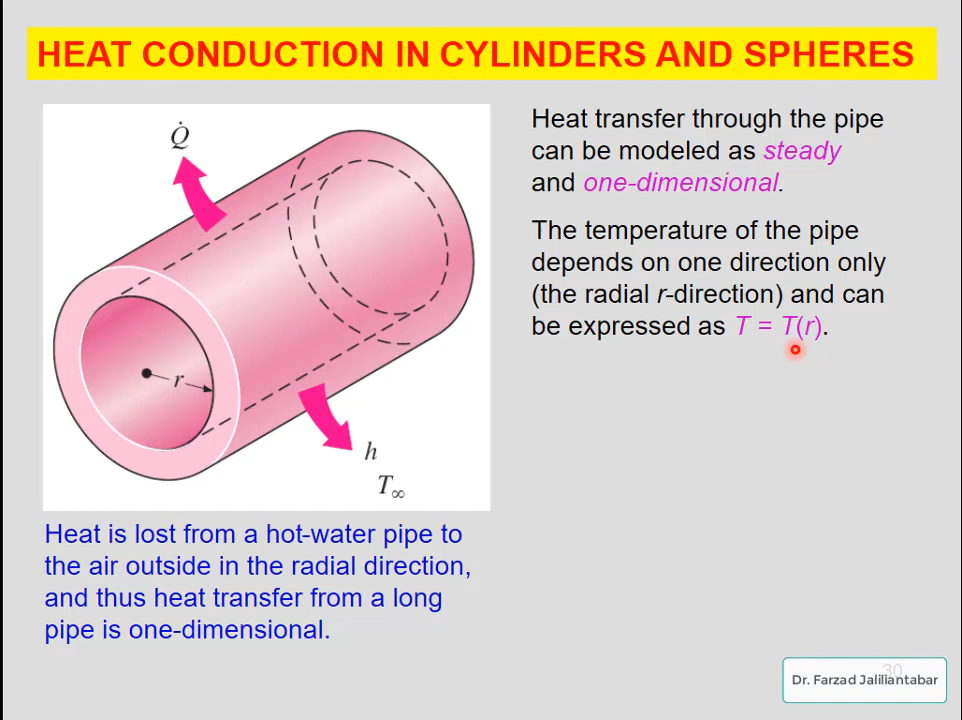 HEAT CONDUCTION IN CYLINDERS AND SPHERES
Q̇
r
h
T∞
Heat is lost from a hot-water pipe to
the air outside in the radial direction,
and thus heat transfer from a long
pipe is one-dimensional.
Heat transfer through the pipe
can be modeled as steady
and one-dimensional.
The temperature of the pipe
depends on one direction only
(the radial r-direction) and can
be expressed as T = T(r).
30
Dr. Farzad Jaliliantabar